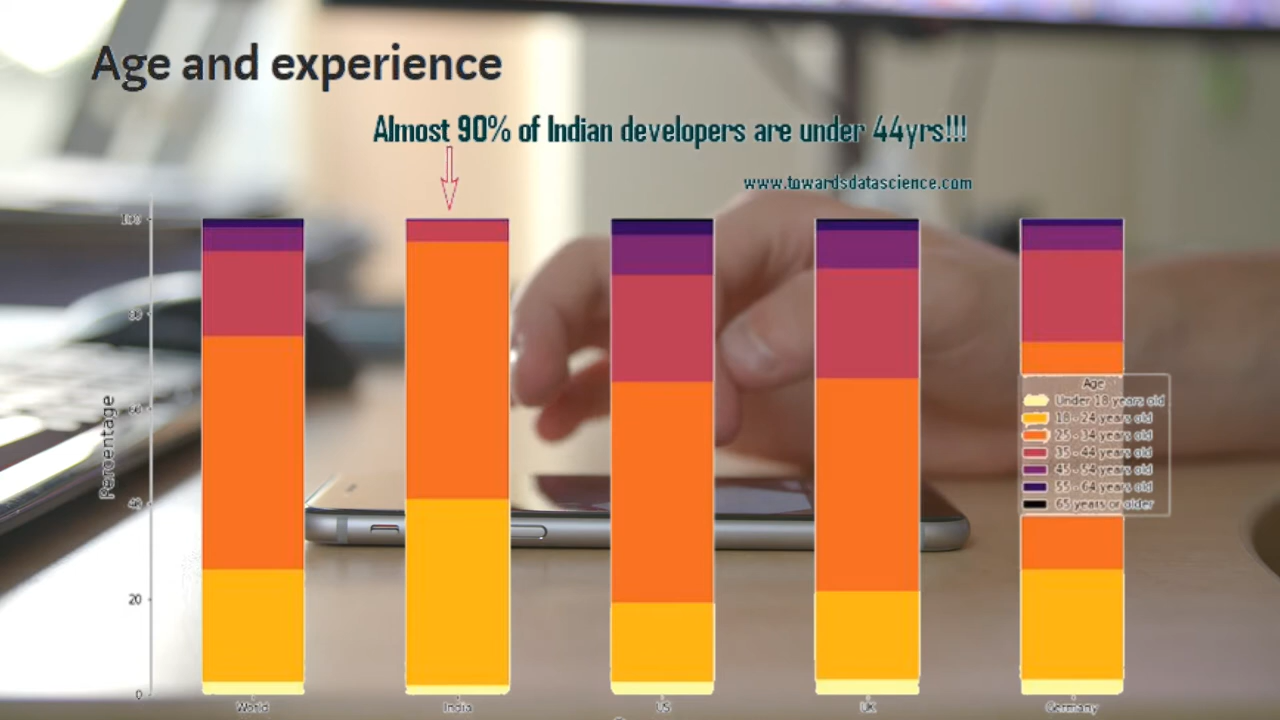 Age and experience
Almost 90% of Indian developers are under 44yrs!!!
www.towardsdatascience.com
100
80
60
40
20
0
Percentage
Age
Under 18 years old
18 - 24 years old
25 - 34 years old
35 - 44 years old
45 - 54 years old
55 - 64 years old
65 years or older
World
India
US
UK
Germany